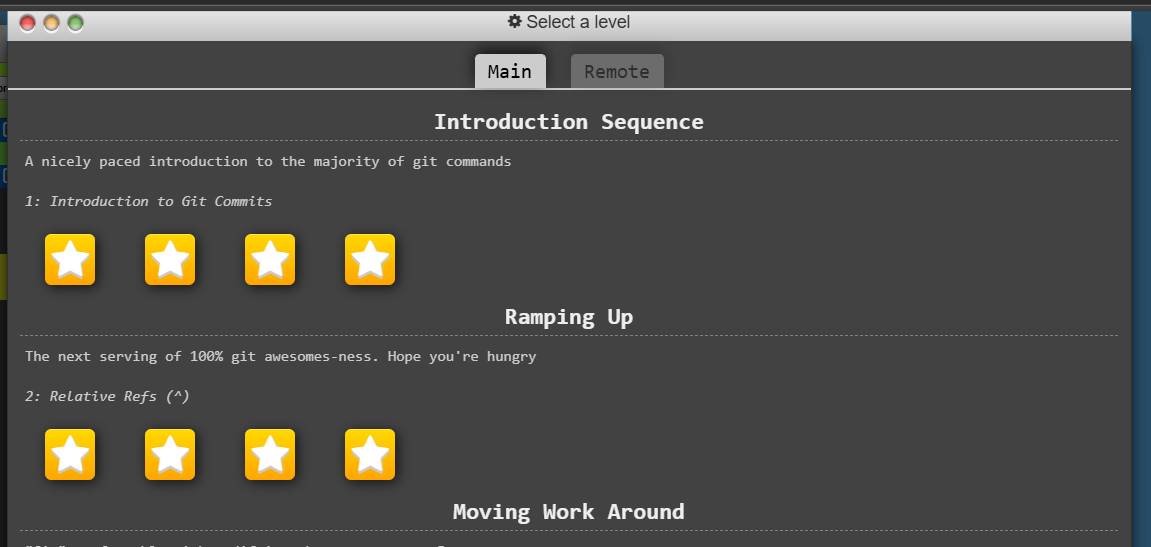 Select a level
Main Remote
Introduction Sequence
A nicely paced introduction to the majority of git commands
1: Introduction to Git Commits
Ramping Up
The next serving of 100% git awesomes-ness. Hope you're hungry
2: Relative Refs (^)
Moving Work Around